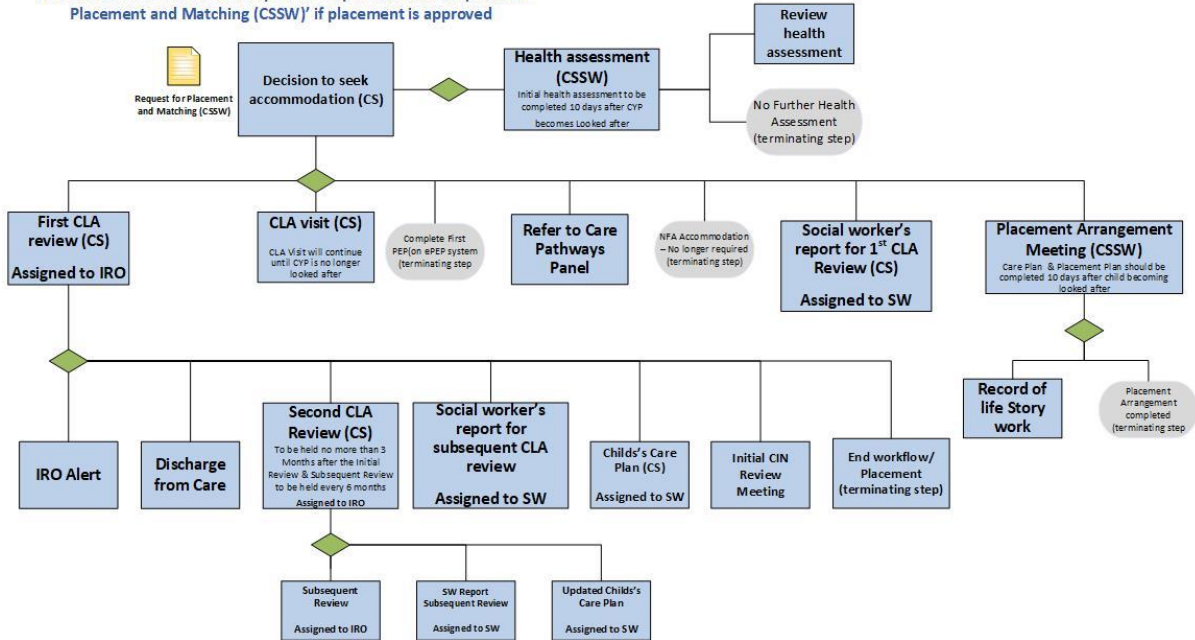 Placement and Matching (CSSW)’ if placement is approved
Request for Placement
and Matching (CSSW)
Decision to seek
accommodation (CS)
Health assessment
(CSSW)
Initial health assessment to be
completed 10 days after CYP
becomes Looked after
Review
health
assessment
No Further Health
Assessment
(terminating step)
First CLA
review (CS)
Assigned to IRO
CLA visit (CS)
CLA Visit will continue
until CYP is no longer
looked after
Complete First
PEP(on ePEP system)
(terminating step
Refer to Care
Pathways
Panel
NFA Accommodation
– No longer required
(terminating step)
Social worker's
report for 1st CLA
Review (CS)
Assigned to SW
Placement Arrangement
Meeting (CSSW)
Care Plan & Placement Plan should be
completed 10 days after child becoming
looked after
Record of
life Story
work
Placement
Arrangement
completed
(terminating step
IRO Alert
Discharge
from Care
Second CLA
Review (CS)
To be held no more than 3
Months after the Initial
Review & Subsequent Review
to be held every 6 months
Assigned to IRO
Social worker's
report for
subsequent CLA
review
Assigned to SW
Childs's Care
Plan (CS)
Assigned to SW
Initial CIN
Review
Meeting
End workflow/
Placement
(terminating step)
Subsequent
Review
Assigned to IRO
SW Report
Subsequent Review
Assigned to SW
Updated Childs's
Care Plan
Assigned to SW